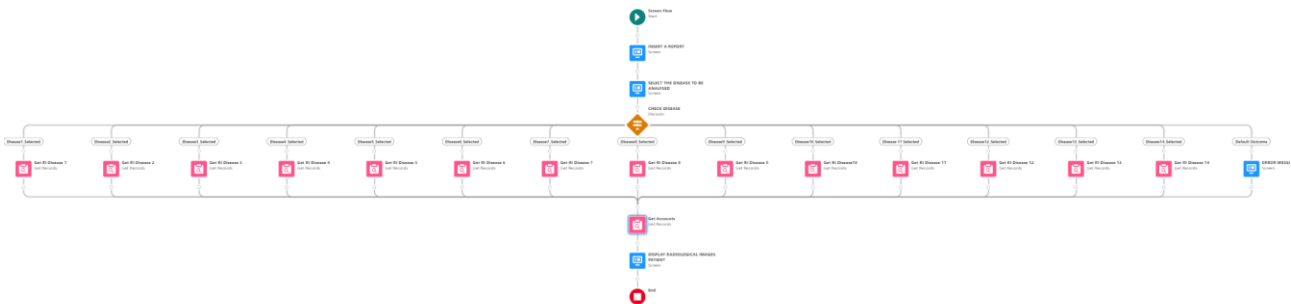 Screen Flow
Start
INSERT A REPORT
Screen
SELECT THE DISEASE TO BE
ANALYSED
Screen
CHECK DISEASE
Decision
Disease1 Selected
Disease2 Selected
Disease3 Selected
Disease4 Selected
Disease5 Selected
Disease6 Selected
Disease7 Selected
Disease8 Selected
Disease9 Selected
Disease10 Selected
Disease 11 Selected
Disease12 Selected
Disease13 Selected
Disease14 Selected
Default Outcome
Get RI Disease 1
Get Records
Get RI Disease 2
Get Records
Get RI Disease 3
Get Records
Get RI Disease 4
Get Records
Get RI Disease 5
Get Records
Get RI Disease 6
Get Records
Get RI Disease 7
Get Records
Get RI Disease 8
Get Records
Get RI Disease 9
Get Records
Get RI Disease10
Get Records
Get RI Disease 11
Get Records
Get RI Disease 12
Get Records
Get RI Disease 13
Get Records
Get RI Disease 14
Get Records
ERROR MESSA
Screen
Get Accounts
Get Records
DISPLAY RADIOLOGICAL IMAGES
PATIENT
Screen
End